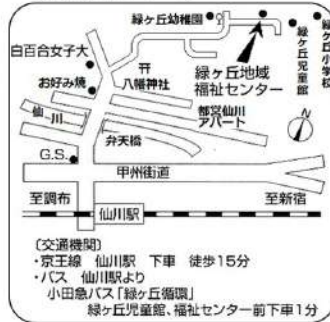 緑ヶ丘幼稚園
緑ヶ丘児童館
緑ヶ丘小学校
白百合女子大
八幡神社
緑ヶ丘地域
福祉センター
お好み焼
仙川
都営仙川
アパート
N
弁天橋
G.S.
甲州街道
至調布
至新宿
仙川駅
〔交通機関〕
・京王線 仙川駅 下車 徒歩15分
・バス 仙川駅より
小田急バス「緑ヶ丘循環」
緑ヶ丘児童館、福祉センター前下車1分